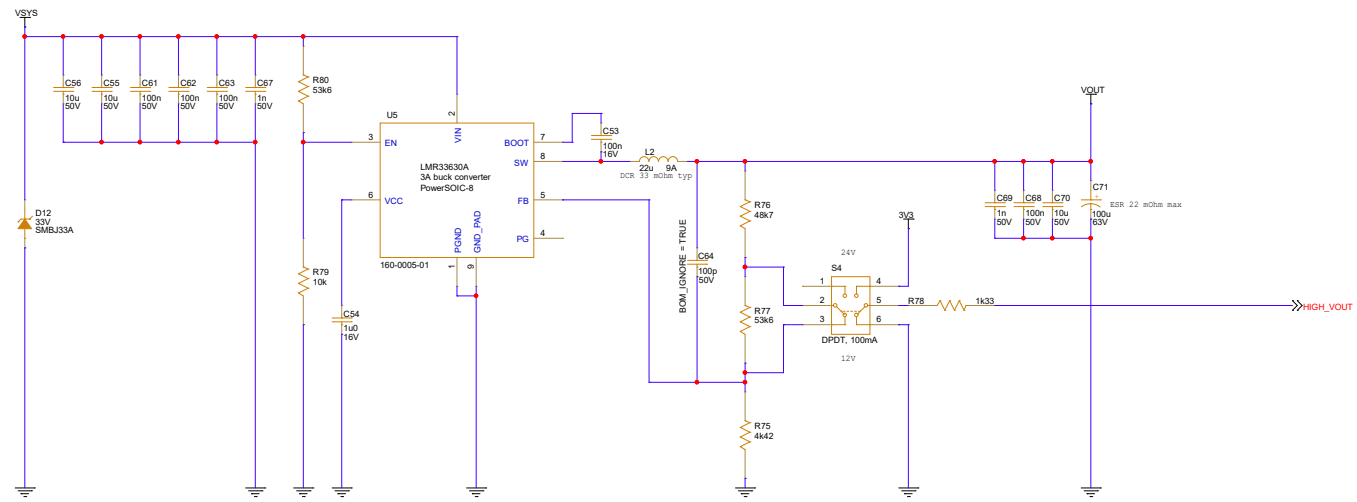 VSYS
C56
10u
50V
C55
10u
50V
C61
100n
50V
C62
100n
50V
C63
100n
50V
C67
1n
50V
R80
53k6
D12
33V
SMBJ33A
R79
10k
C54
1u0
16V
U5
2
VIN
3
EN
BOOT
7
LMR33630A
3A buck converter
PowerSOIC-8
SW
8
6
VCC
FB
5
PGND
GND_PAD
PG
4
1
9
160-0005-01
C53
100n
16V
L2
22u
9A
DCR 33 mOhm typ
BOM_IGNORE = TRUE
C64
100p
50V
R76
48k7
R77
53k6
R75
4k42
24V
S4
1
4
2
5
3
6
DPDT, 100mA
12V
3V3
R78
1k33
HIGH_VOUT
VOUT
C69
1n
50V
C68
100n
50V
C70
10u
50V
C71
+
100u
63V
ESR 22 mOhm max